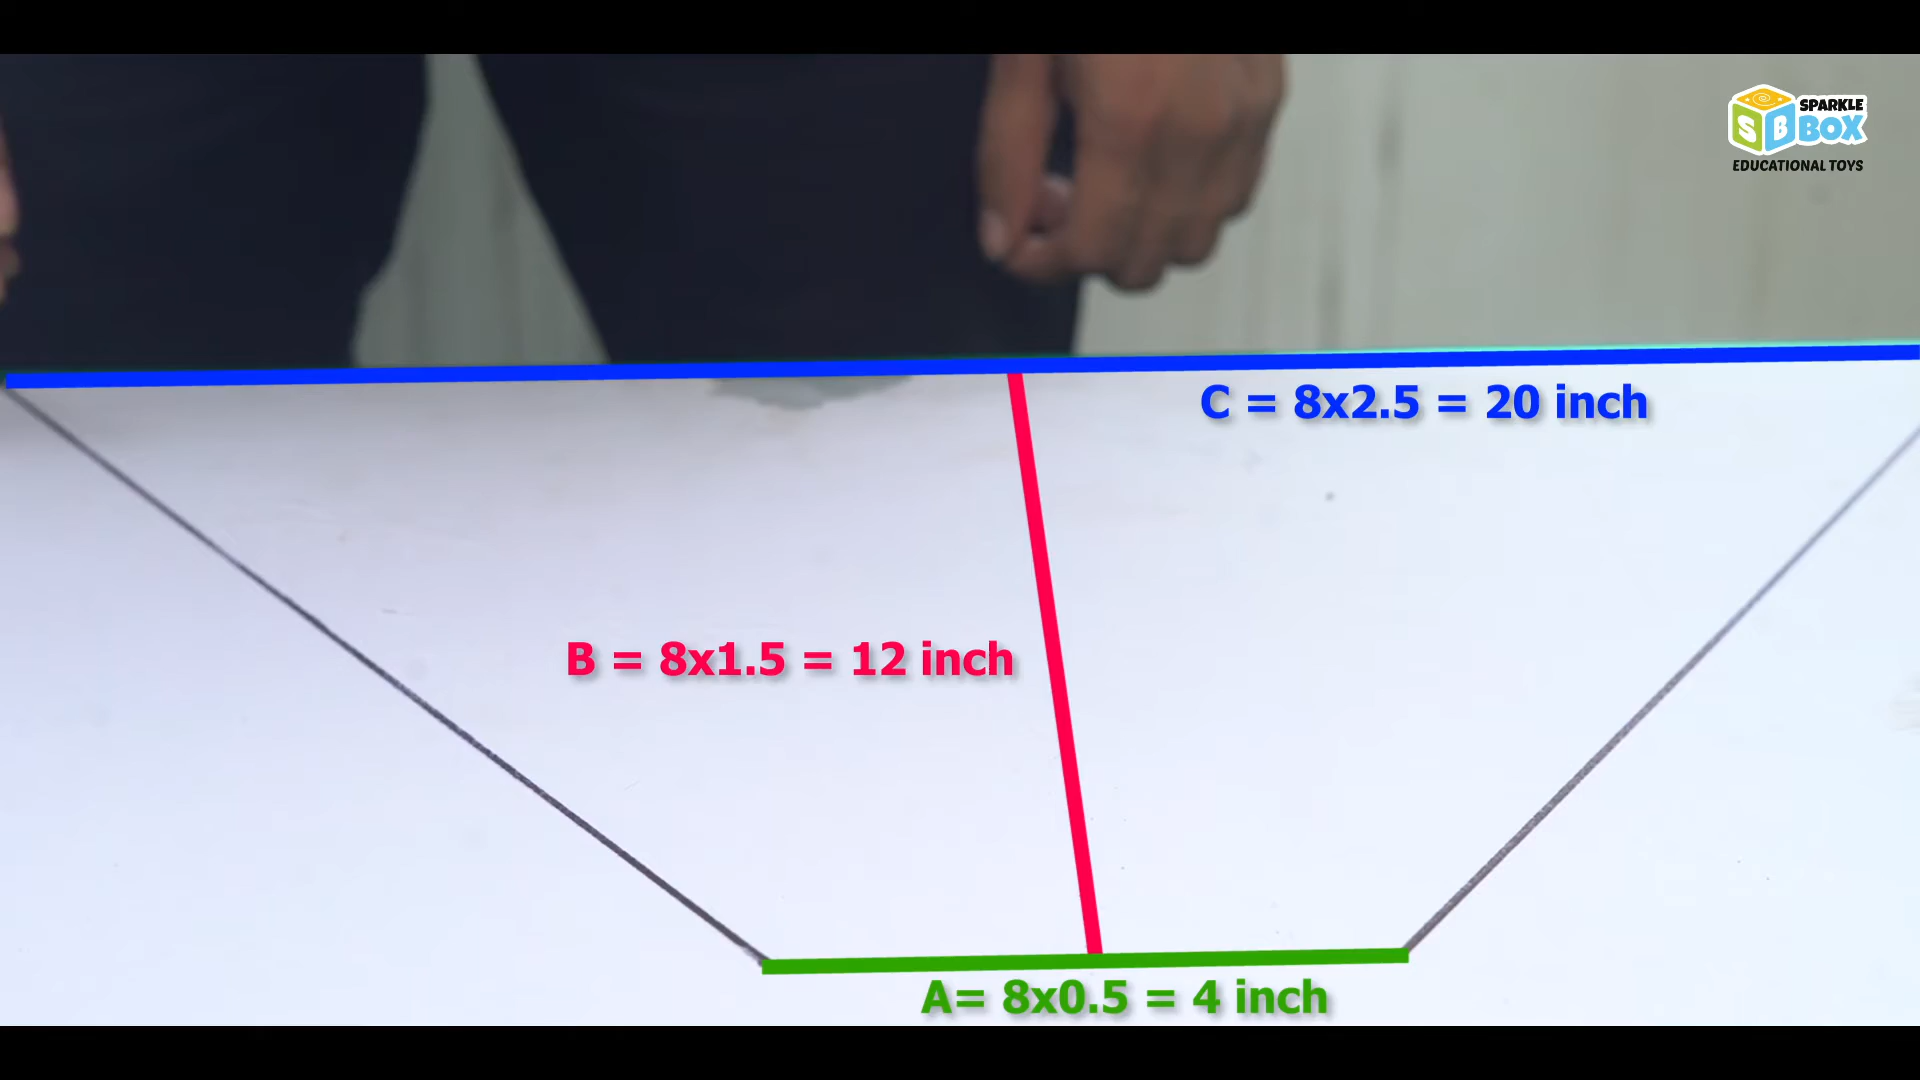 SPARKLE
BOX
S B
EDUCATIONAL TOYS
C = 8x2.5 = 20 inch
B = 8x1.5 = 12 inch
A= 8x0.5 = 4 inch